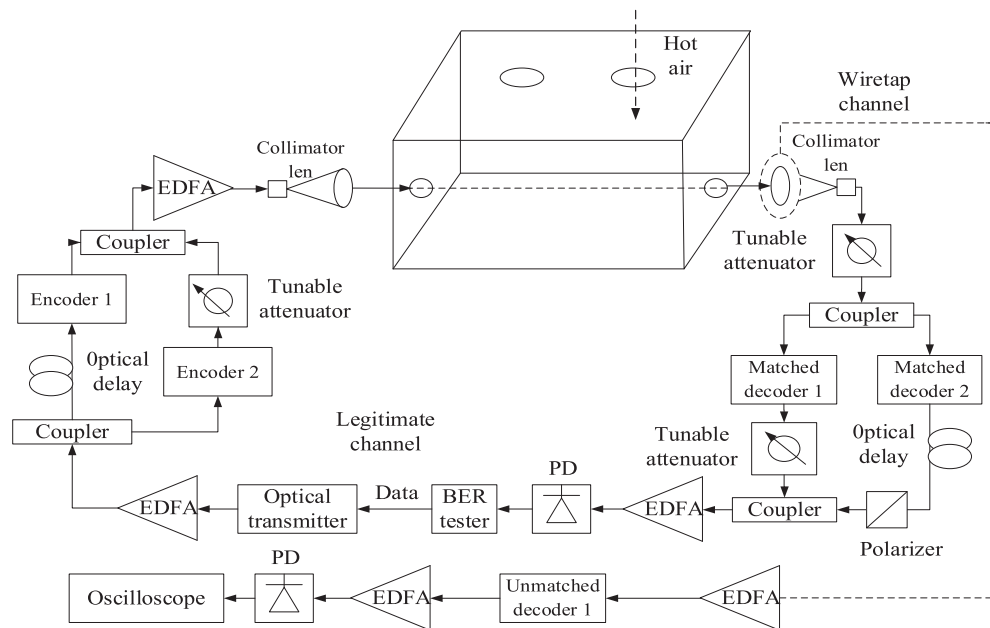 Hot
air
Wiretap
channel
Collimator
len
EDFA
Collimator
len
Coupler
Tunable
attenuator
Encoder 1
Tunable
attenuator
Coupler
0ptical
delay
Encoder 2
Matched
decoder 1
Matched
decoder 2
Coupler
Legitimate
channel
Tunable
attenuator
0ptical
delay
EDFA
Optical
transmitter
Data
BER
tester
PD
EDFA
Coupler
Polarizer
Oscilloscope
PD
EDFA
Unmatched
decoder 1
EDFA